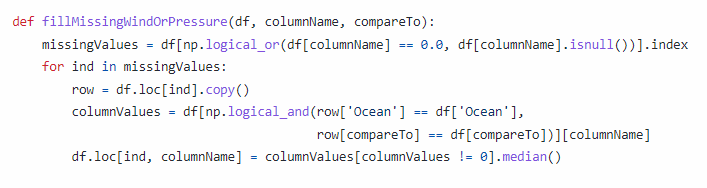 def fillMissingWindOrPressure(df, columnName, compareTo):
    missingValues = df[np.logical_or(df[columnName] == 0.0, df[columnName].isnull())].index
    for ind in missingValues:
        row = df.loc[ind].copy()
        columnValues = df[np.logical_and(row['Ocean'] == df['Ocean'],
                                         row[compareTo] == df[compareTo])][columnName]
        df.loc[ind, columnName] = columnValues[columnValues != 0].median()